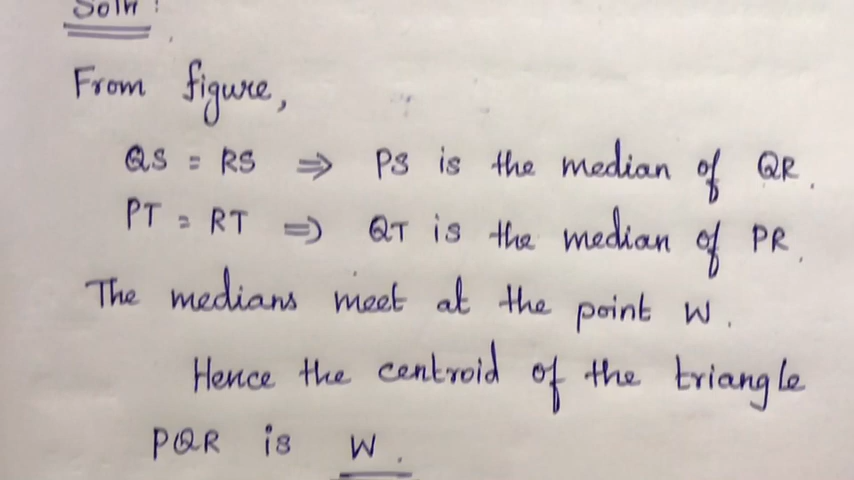 Soln :
From figure,
QS = RS ⇒ PS is the median of QR.
PT = RT ⇒ QT is the median of PR.
The medians meet at the point W.
Hence the centroid of the triangle
PQR is W.